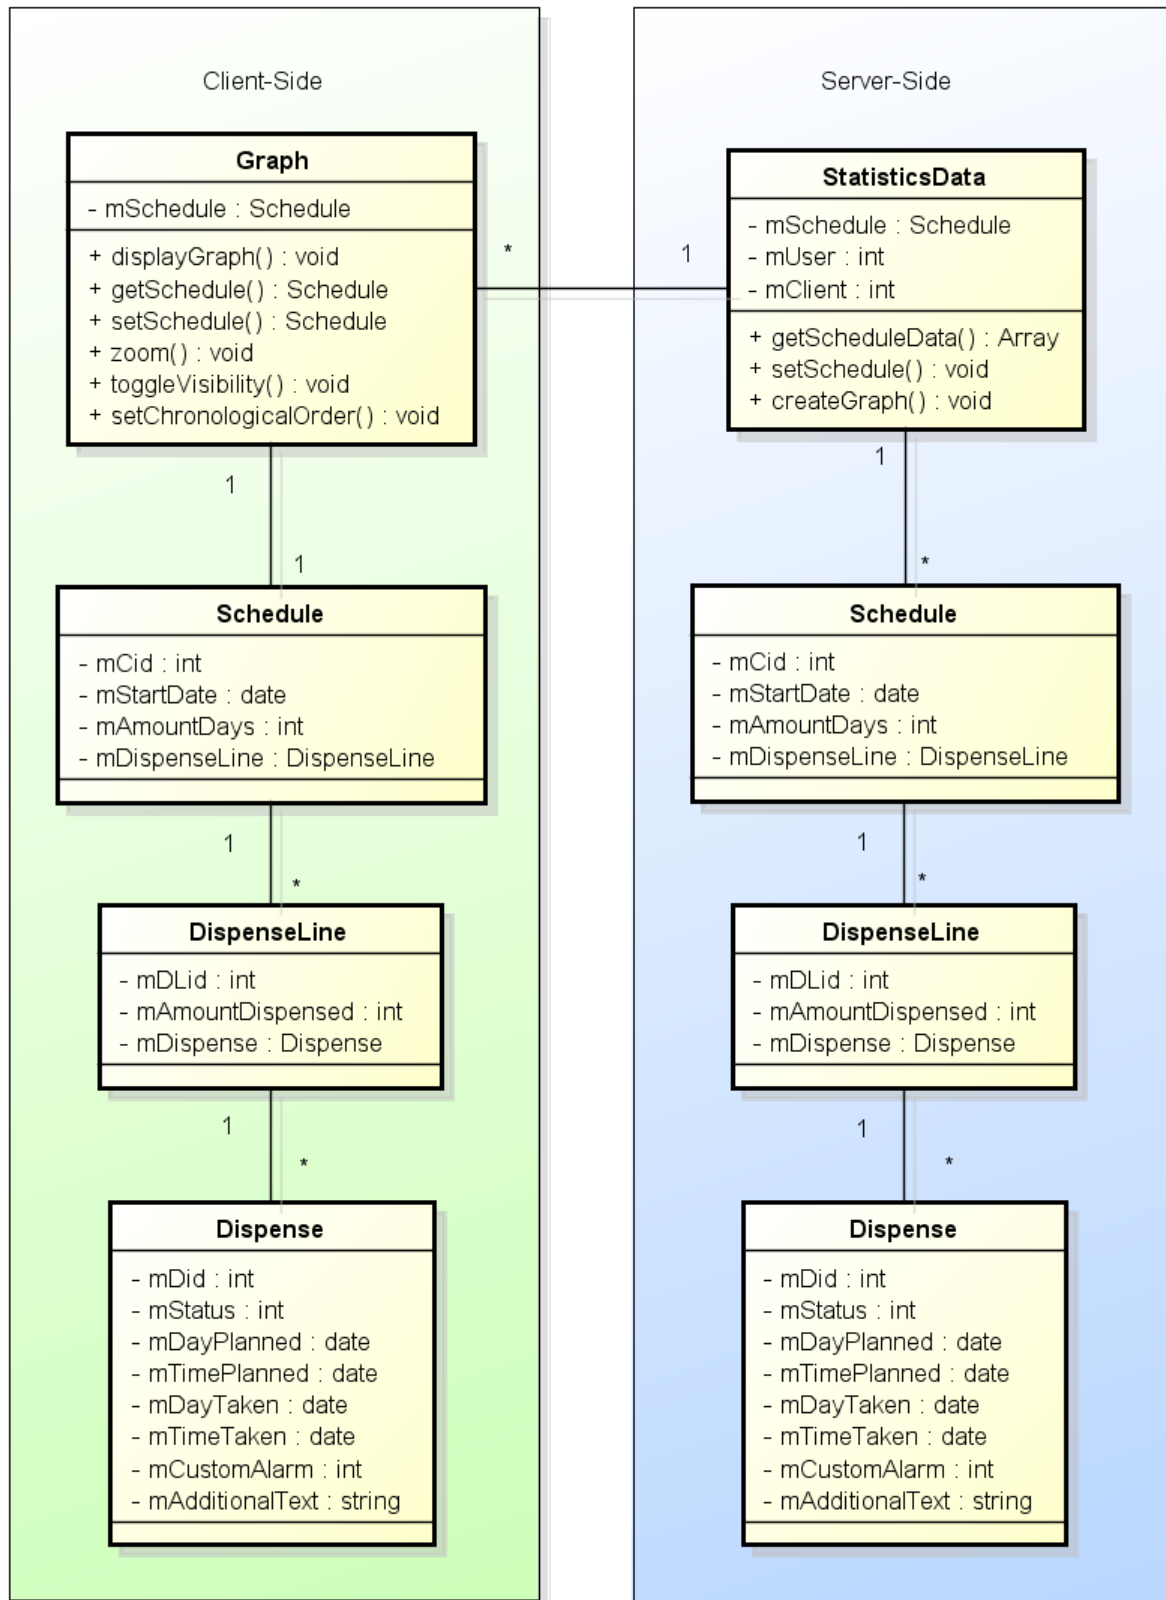 Client-Side
Graph
- mSchedule : Schedule
+ displayGraph() : void
+ getSchedule() : Schedule
+ setSchedule() : Schedule
+ zoom() : void
+ toggleVisibility() : void
+ setChronologicalOrder() : void
1
1
Schedule
- mCid : int
- mStartDate : date
- mAmountDays : int
- mDispenseLine : DispenseLine
1
*
DispenseLine
- mDLid : int
- mAmountDispensed : int
- mDispense : Dispense
1
*
Dispense
- mDid : int
- mStatus : int
- mDayPlanned : date
- mTimePlanned : date
- mDayTaken : date
- mTimeTaken : date
- mCustomAlarm : int
- mAdditionalText : string
*
1
Server-Side
StatisticsData
- mSchedule : Schedule
- mUser : int
- mClient : int
+ getScheduleData() : Array
+ setSchedule() : void
+ createGraph() : void
1
*
Schedule
- mCid : int
- mStartDate : date
- mAmountDays : int
- mDispenseLine : DispenseLine
1
*
DispenseLine
- mDLid : int
- mAmountDispensed : int
- mDispense : Dispense
1
*
Dispense
- mDid : int
- mStatus : int
- mDayPlanned : date
- mTimePlanned : date
- mDayTaken : date
- mTimeTaken : date
- mCustomAlarm : int
- mAdditionalText : string